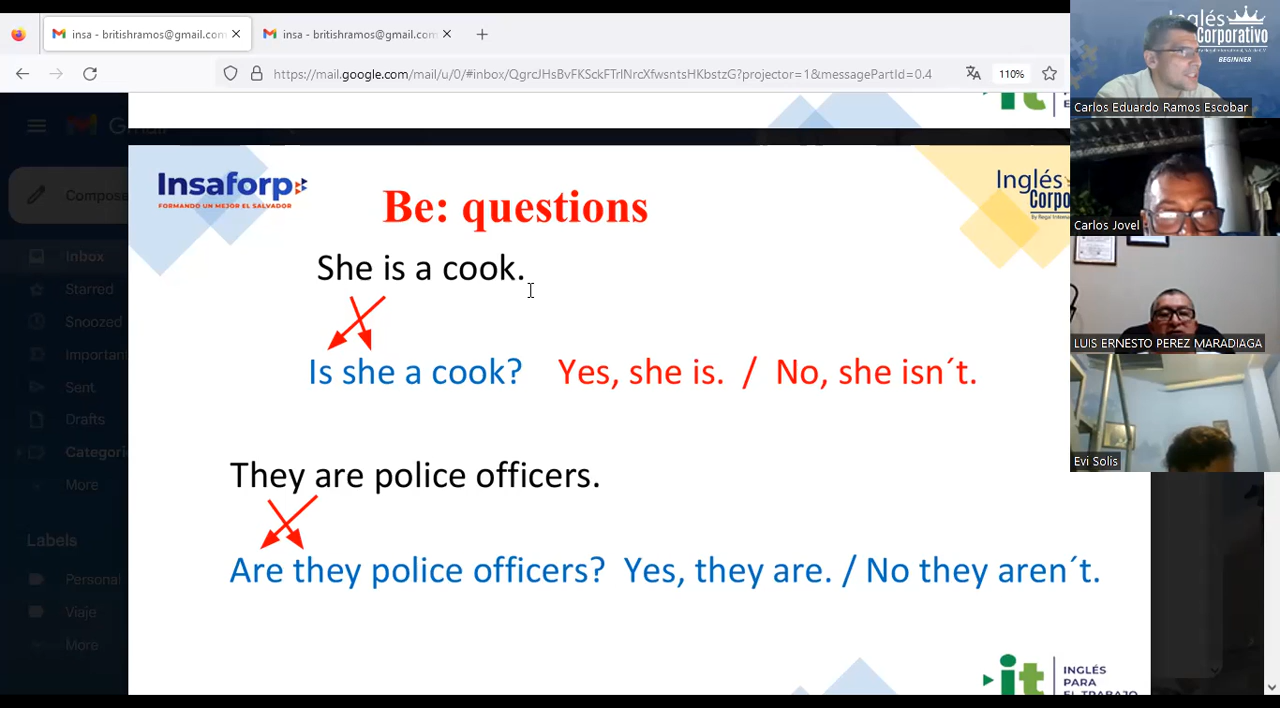 insa - britishramos@gmail.com
insa - britishramos@gmail.com
https://mail.google.com/mail/u/0/#inbox/QgrcJHsBvFKSckFTrlNrcXfwsntsHKbstzG?projector=1&messagePartId=0.4
110%
Compose
Inbox
Starred
Snoozed
Important
Sent
Drafts
Categori
More
Labels
Personal
Viaje
More
Insaforp
FORMANDO UN MEJOR EL SALVADOR
Inglés
Corpo
Be: questions
She is a cook.
Is she a cook? Yes, she is. / No, she isn´t.
They are police officers.
Are they police officers? Yes, they are. / No they aren´t.
it
INGLÉS
PARA
EL TRABAJO
Inglés
Corporativo
BEGINNER
Carlos Eduardo Ramos Escobar
Carlos Jovel
LUIS ERNESTO PEREZ MARADIAGA
Evi Solis